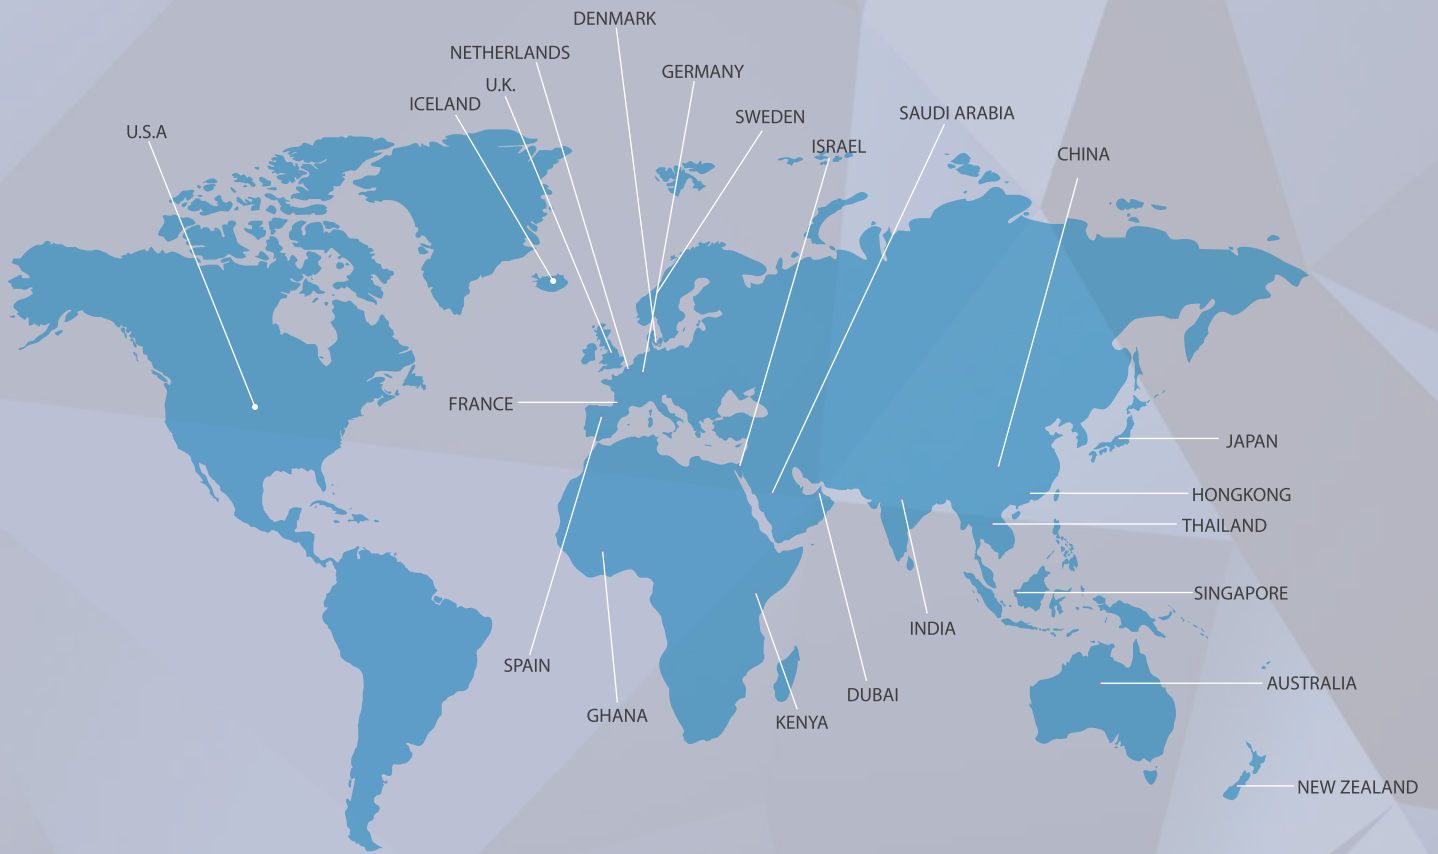 DENMARK
NETHERLANDS
GERMANY
U.K.
ICELAND
SWEDEN
SAUDI ARABIA
U.S.A
ISRAEL
CHINA
FRANCE
JAPAN
HONGKONG
THAILAND
SINGAPORE
INDIA
SPAIN
AUSTRALIA
DUBAI
GHANA
KENYA
NEW ZEALAND